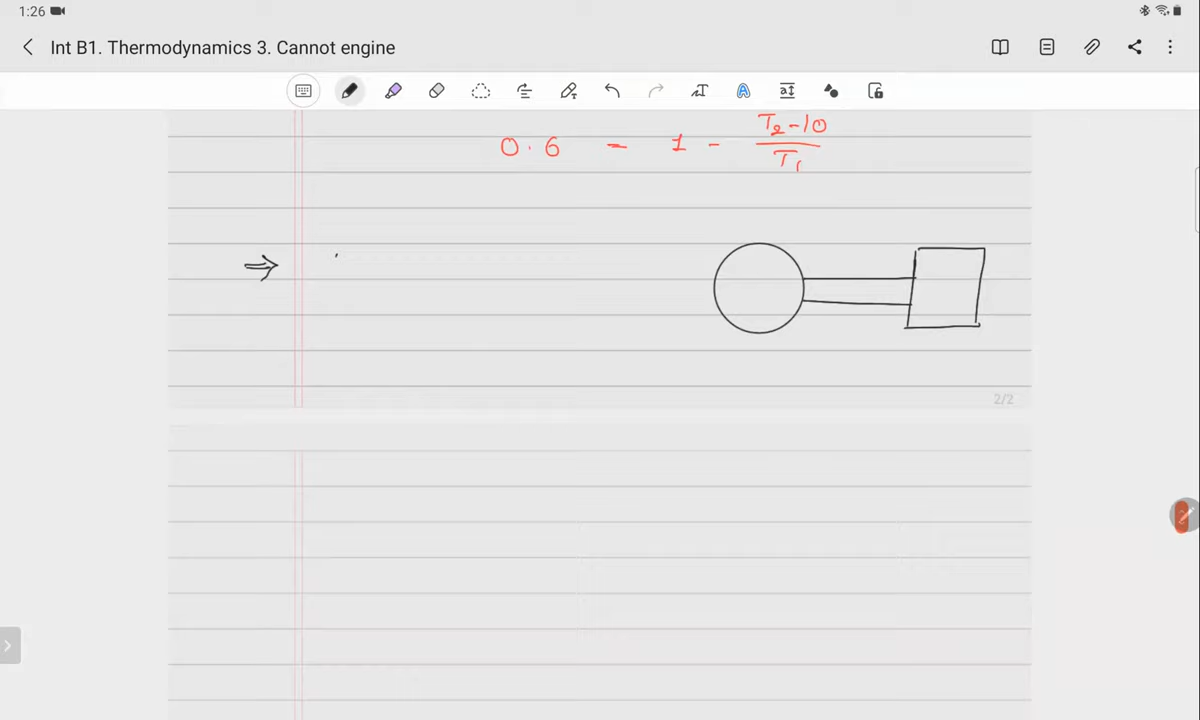 1:26
Int B1. Thermodynamics 3. Cannot engine
0.6 = 1 - T₂-10 / T₁
⇒
2/2